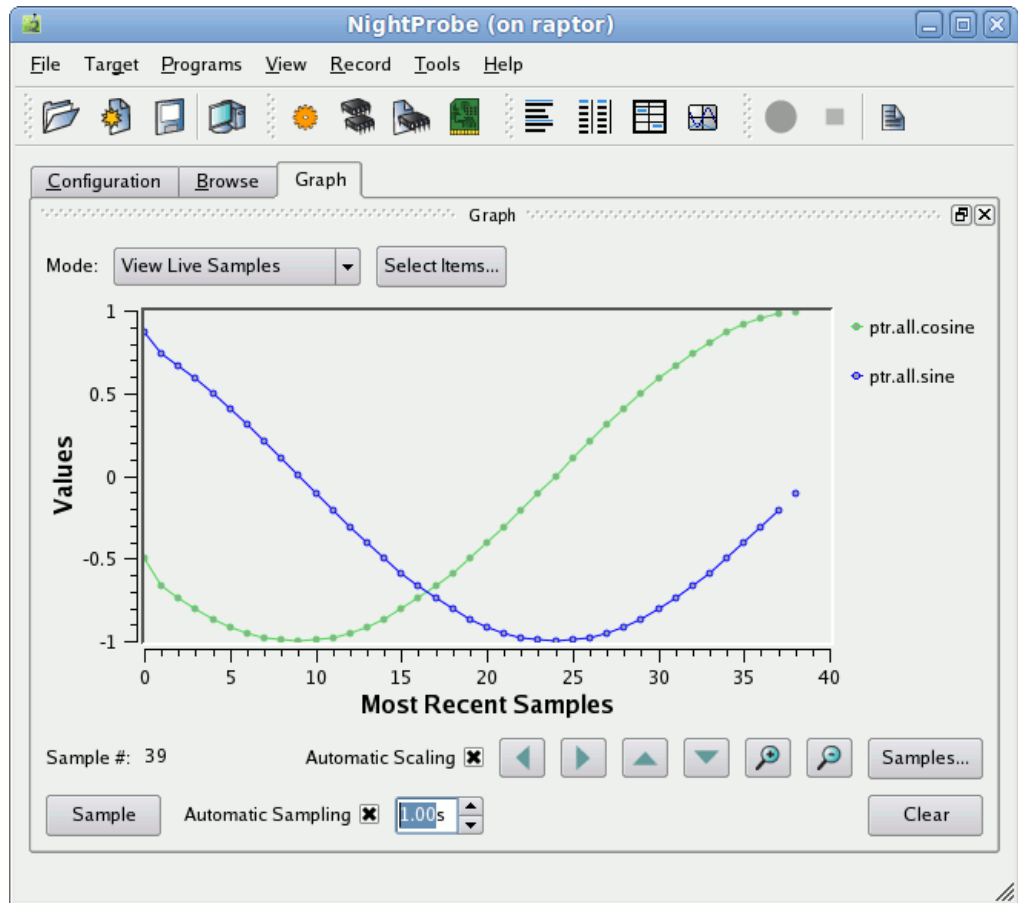 NightProbe (on raptor)
File Target Programs View Record Tools Help
Configuration Browse Graph
Graph
Mode: View Live Samples Select Items...
1
0.5
0
-0.5
-1
Values
ptr.all.cosine
ptr.all.sine
0 5 10 15 20 25 30 35 40
Most Recent Samples
Sample #: 39 Automatic Scaling Samples...
Sample Automatic Sampling 1.00s Clear